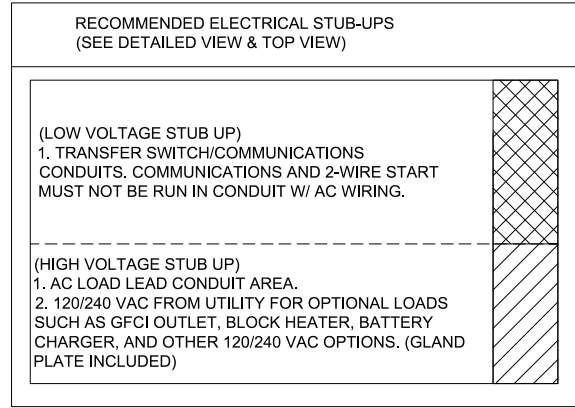 RECOMMENDED ELECTRICAL STUB-UPS
(SEE DETAILED VIEW & TOP VIEW)
(LOW VOLTAGE STUB UP)
1. TRANSFER SWITCH/COMMUNICATIONS
CONDUITS. COMMUNICATIONS AND 2-WIRE START
MUST NOT BE RUN IN CONDUIT W/ AC WIRING.
(HIGH VOLTAGE STUB UP)
1. AC LOAD LEAD CONDUIT AREA.
2. 120/240 VAC FROM UTILITY FOR OPTIONAL LOADS
SUCH AS GFCI OUTLET, BLOCK HEATER, BATTERY
CHARGER, AND OTHER 120/240 VAC OPTIONS. (GLAND
PLATE INCLUDED)